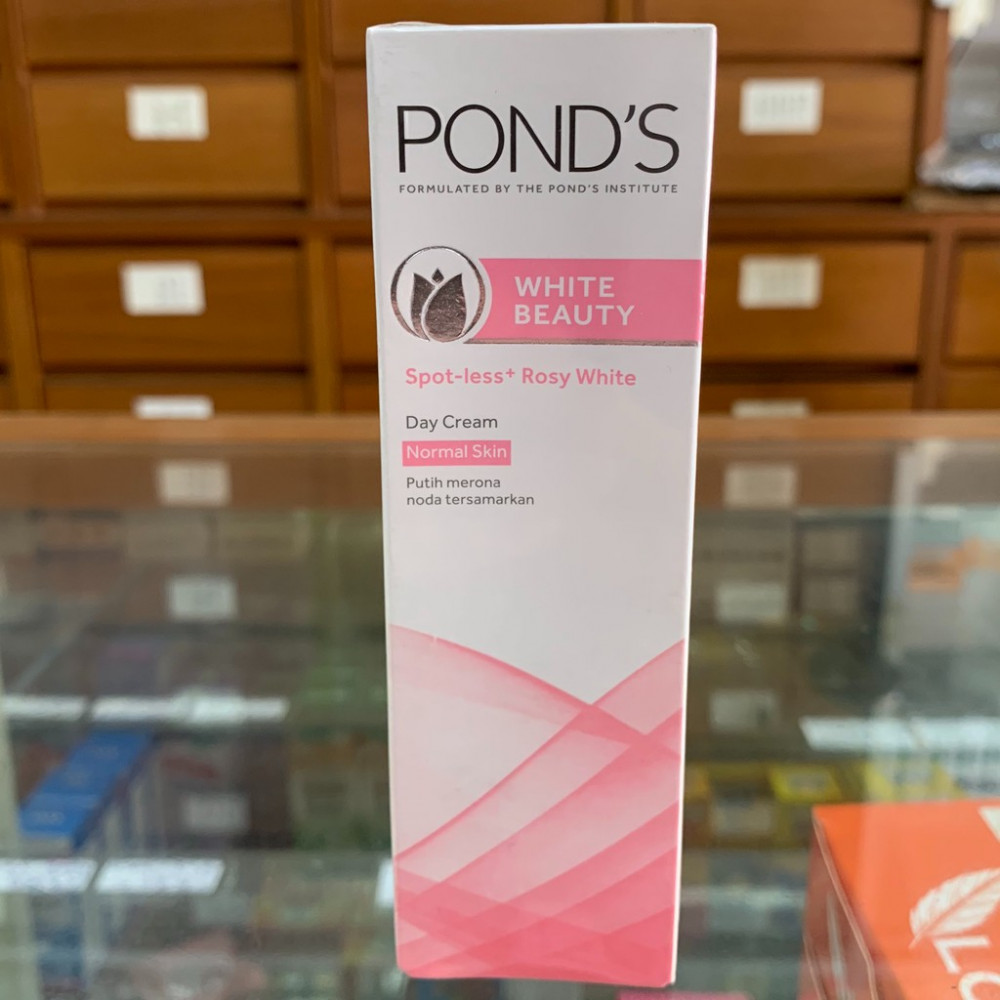 POND'S
FORMULATED BY THE POND'S INSTITUTE
WHITE
BEAUTY
Spot-less⁺ Rosy White
Day Cream
Normal Skin
Putih merona
noda tersamarkan